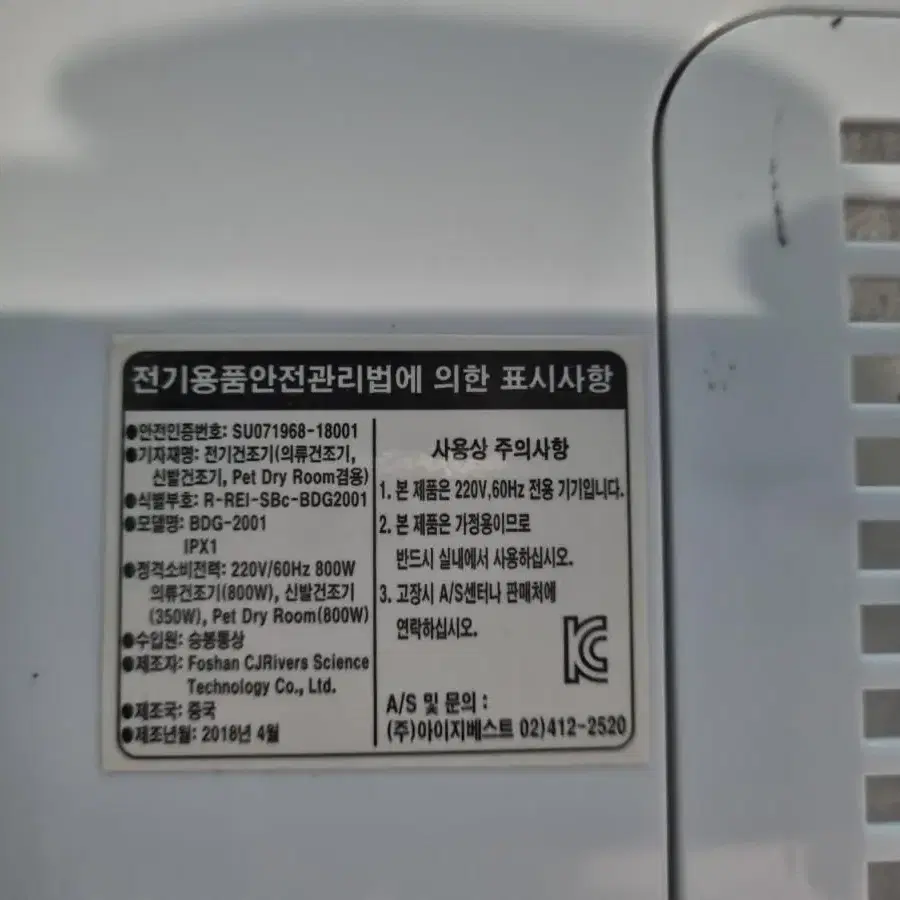 전기용품안전관리법에 의한 표시사항
●안전인증번호: SU071968-18001
●기자재명: 전기건조기(의류건조기,
신발건조기, Pet Dry Room겸용)
●식별부호: R-REI-SBc-BDG2001
●모델명: BDG-2001
IPX1
●정격소비전력: 220V/60Hz 800W
의류건조기(800W), 신발건조기
(350W), Pet Dry Room(800W)
●수입원: 승봉통상
●제조자: Foshan CJRivers Science
Technology Co., Ltd.
●제조국: 중국
●제조년월: 2018년 4월
사용상 주의사항
1. 본 제품은 220V,60Hz 전용 기기입니다.
2. 본 제품은 가정용이므로
반드시 실내에서 사용하십시오.
3. 고장시 A/S센터나 판매처에
연락하십시오.
KC
A/S 및 문의 :
(주)아이지베스트 02)412-2520